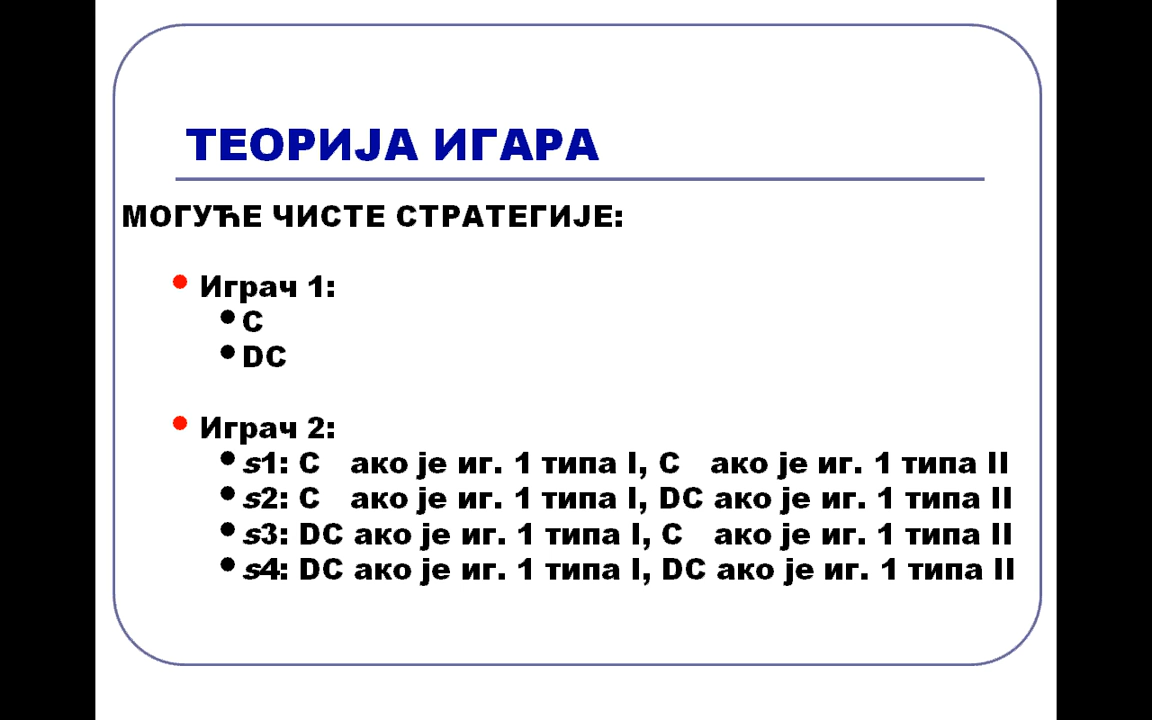 ТЕОРИЈА ИГАРА
МОГУЋЕ ЧИСТЕ СТРАТЕГИЈЕ:
• Играч 1:
• C
• DC
• Играч 2:
• s1: C ако је иг. 1 типа I, C ако је иг. 1 типа II
• s2: C ако је иг. 1 типа I, DC ако је иг. 1 типа II
• s3: DC ако је иг. 1 типа I, C ако је иг. 1 типа II
• s4: DC ако је иг. 1 типа I, DC ако је иг. 1 типа II